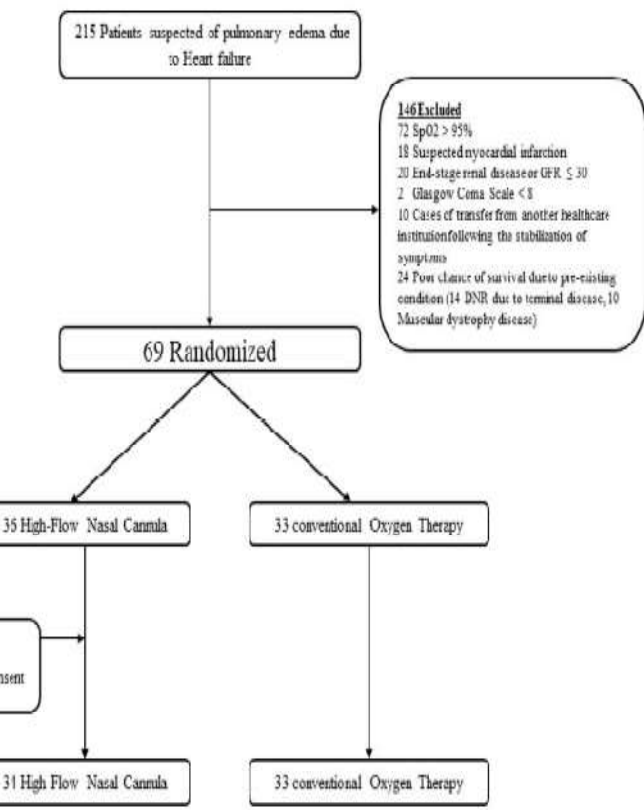 215 Patients suspected of pulmonary edema due
to Heart failure
146 Excluded
72 SpO2 > 95%
18 Suspected myocardial infarction
20 End-stage renal disease or GFR ≤ 30
2 Glasgow Coma Scale < 8
10 Cases of transfer from another healthcare
institution following the stabilization of
symptoms
24 Poor chance of survival due to pre-existing
condition (14 DNR due to terminal disease, 10
Muscular dystrophy disease)
69 Randomized
High-Flow Nasal Cannula
33 conventional Oxygen Therapy
nsent
High Flow Nasal Cannula
33 conventional Oxygen Therapy